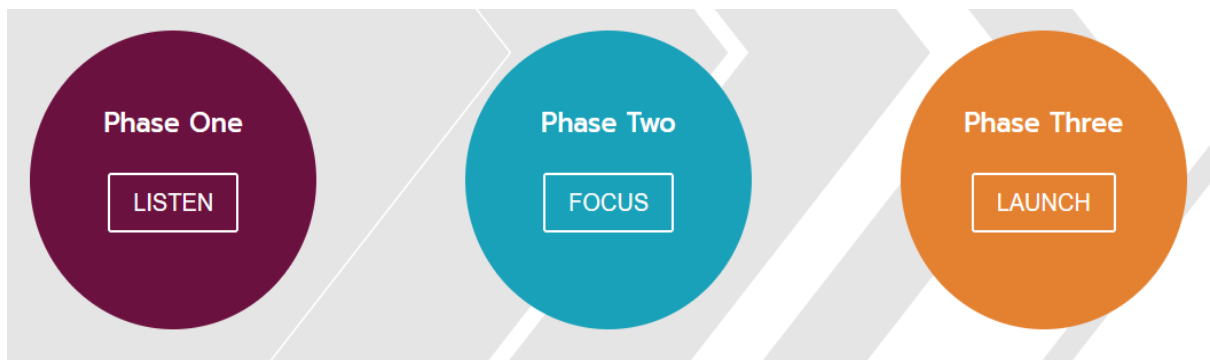 Phase One
LISTEN
Phase Two
FOCUS
Phase Three
LAUNCH